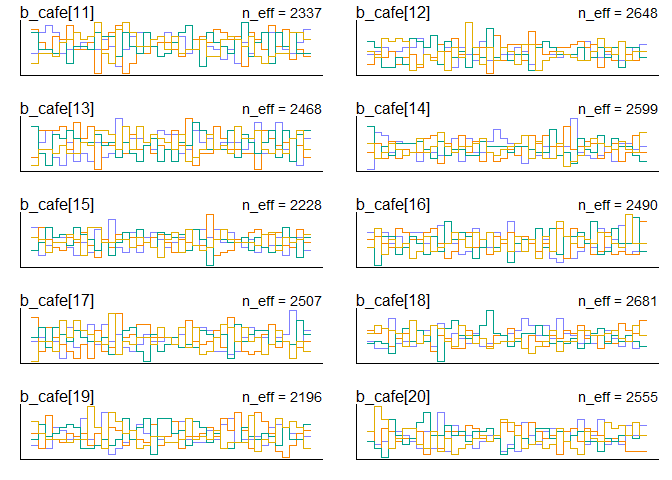 b_cafe[11] n_eff = 2337 b_cafe[12] n_eff = 2648
b_cafe[13] n_eff = 2468 b_cafe[14] n_eff = 2599
b_cafe[15] n_eff = 2228 b_cafe[16] n_eff = 2490
b_cafe[17] n_eff = 2507 b_cafe[18] n_eff = 2681
b_cafe[19] n_eff = 2196 b_cafe[20] n_eff = 2555